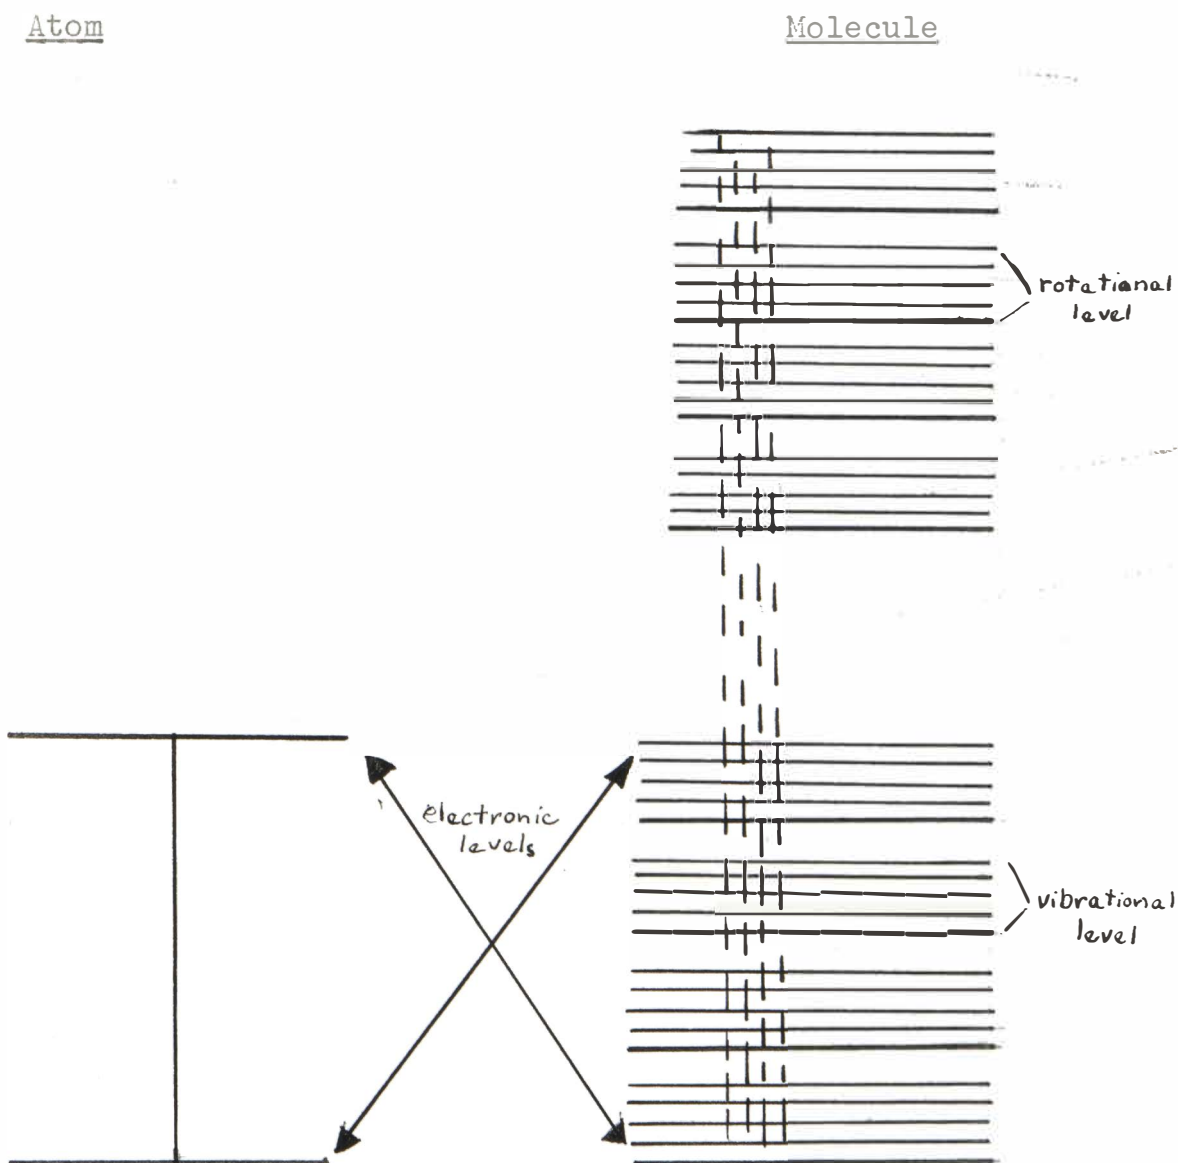 Atom
Molecule
rotational
level
electronic
levels
vibrational
level